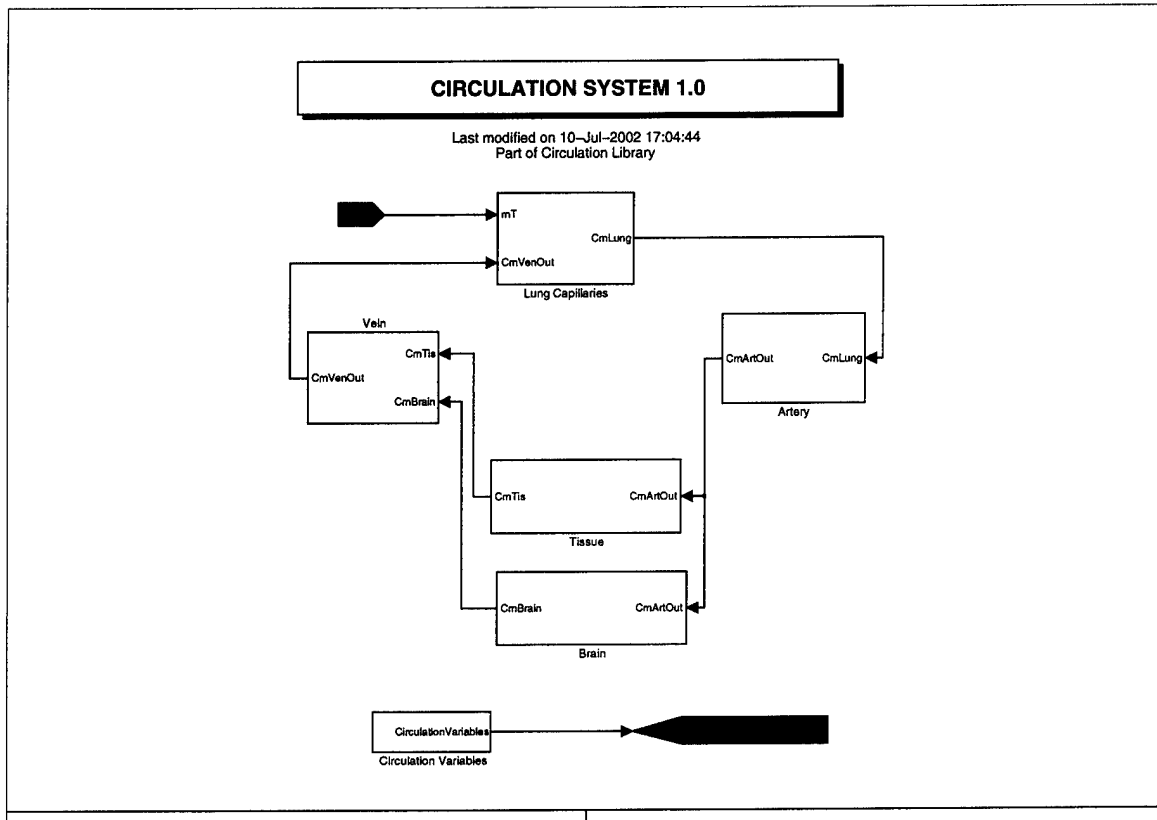 CIRCULATION SYSTEM 1.0
Last modified on 10-Jul-2002 17:04:44
Part of Circulation Library
mT
CmLung
CmVenOut
Lung Capillaries
Vein
CmTis
CmVenOut
CmBrain
CmArtOut
CmLung
Artery
CmTis
CmArtOut
Tissue
CmBrain
CmArtOut
Brain
CirculationVariables
Circulation Variables